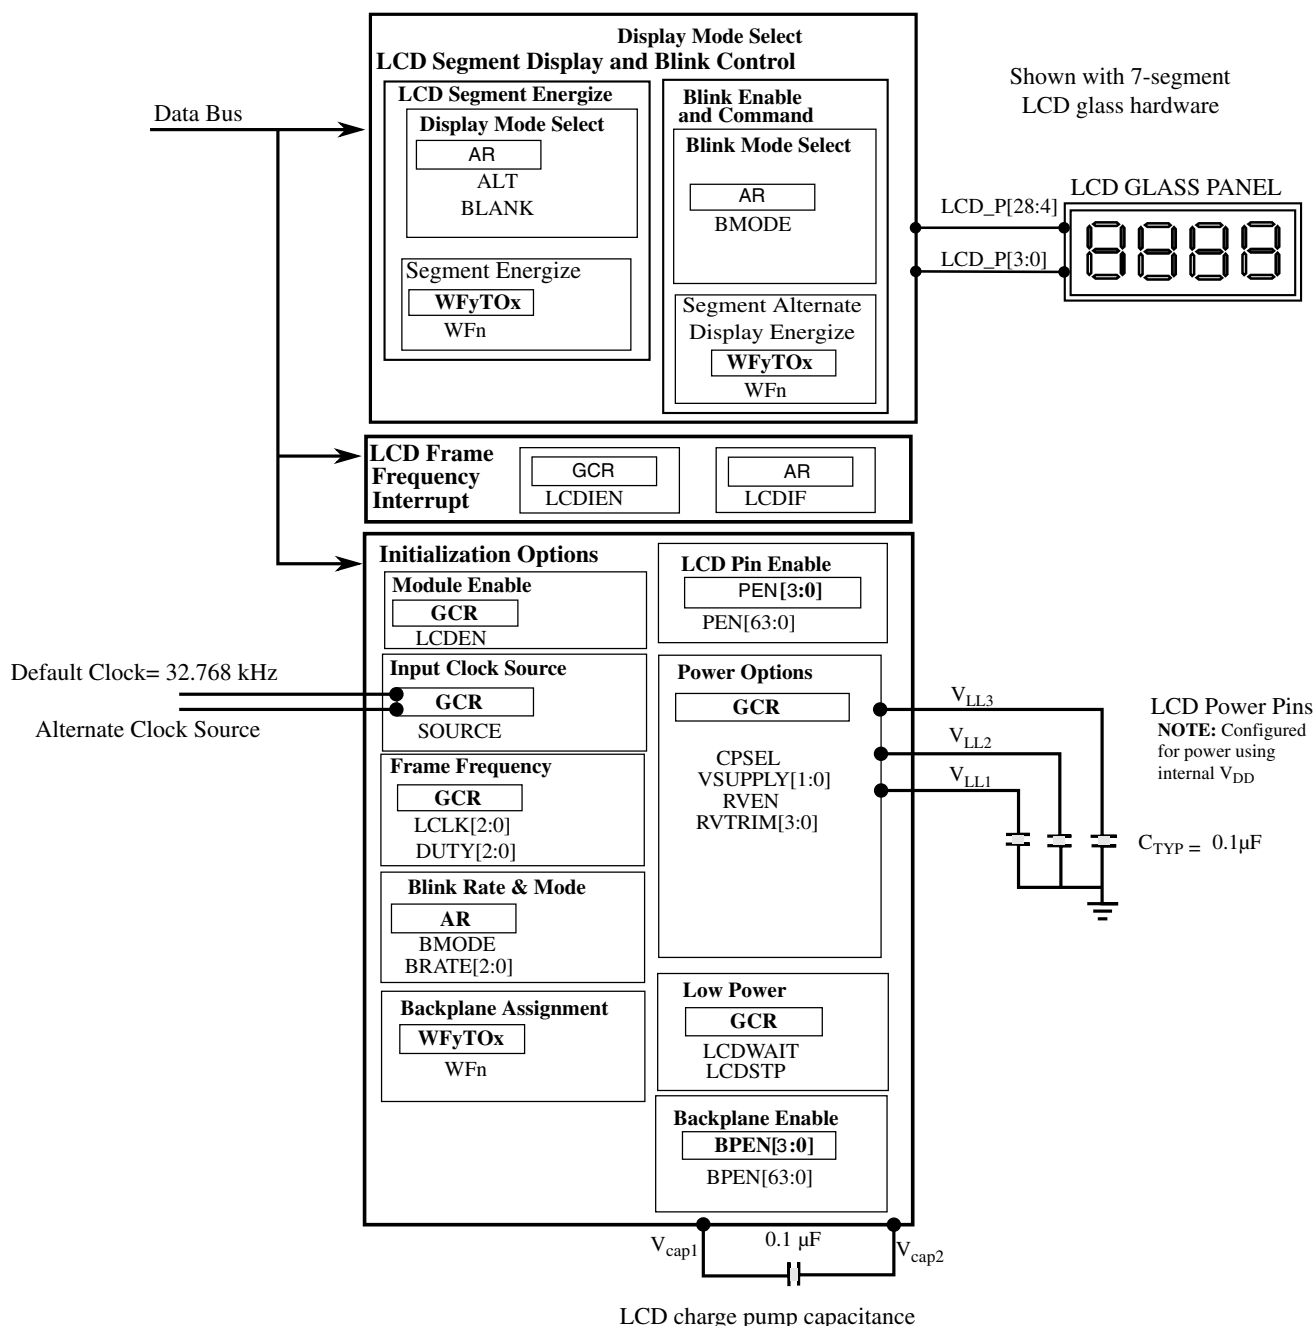 Display Mode Select
LCD Segment Display and Blink Control
LCD Segment Energize
Display Mode Select
AR
ALT
BLANK
Segment Energize
WFyTOx
WFn
Blink Enable
and Command
Blink Mode Select
AR
BMODE
Segment Alternate
Display Energize
WFyTOx
WFn
Data Bus
Shown with 7-segment
LCD glass hardware
LCD GLASS PANEL
LCD_P[28:4]
LCD_P[3:0]
LCD Frame
Frequency
Interrupt
GCR
LCDIEN
AR
LCDIF
Initialization Options
Module Enable
GCR
LCDEN
Input Clock Source
GCR
SOURCE
Default Clock= 32.768 kHz
Alternate Clock Source
Frame Frequency
GCR
LCLK[2:0]
DUTY[2:0]
Blink Rate & Mode
AR
BMODE
BRATE[2:0]
Backplane Assignment
WFyTOx
WFn
LCD Pin Enable
PEN[3:0]
PEN[63:0]
Power Options
GCR
CPSEL
VSUPPLY[1:0]
RVEN
RVTRIM[3:0]
Low Power
GCR
LCDWAIT
LCDSTP
Backplane Enable
BPEN[3:0]
BPEN[63:0]
VLL3
VLL2
VLL1
LCD Power Pins
NOTE: Configured
for power using
internal VDD
CTYP = 0.1µF
Vcap1
0.1 µF
Vcap2
LCD charge pump capacitance